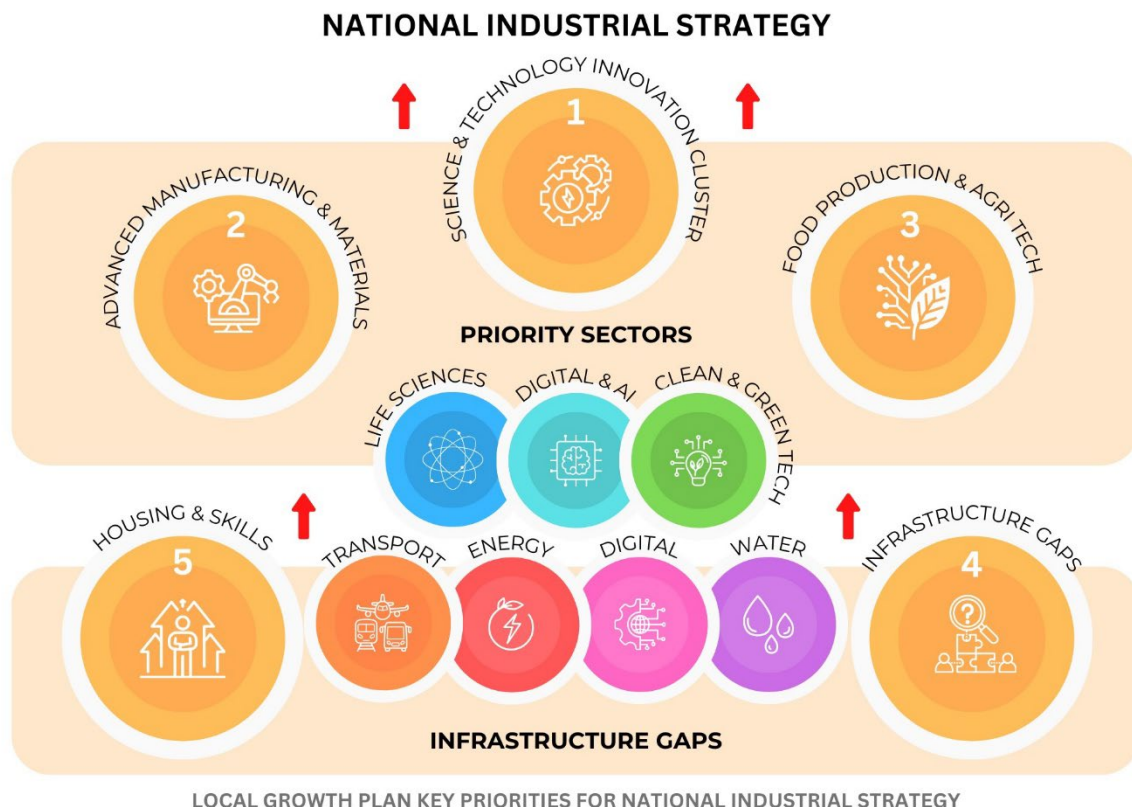 NATIONAL INDUSTRIAL STRATEGY
SCIENCE & TECHNOLOGY INNOVATION CLUSTER
1
ADVANCED MANUFACTURING & MATERIALS
2
FOOD PRODUCTION & AGRI TECH
3
PRIORITY SECTORS
LIFE SCIENCES
DIGITAL & AI
CLEAN & GREEN TECH
HOUSING & SKILLS
5
TRANSPORT
ENERGY
DIGITAL
WATER
INFRASTRUCTURE GAPS
4
?
INFRASTRUCTURE GAPS
LOCAL GROWTH PLAN KEY PRIORITIES FOR NATIONAL INDUSTRIAL STRATEGY